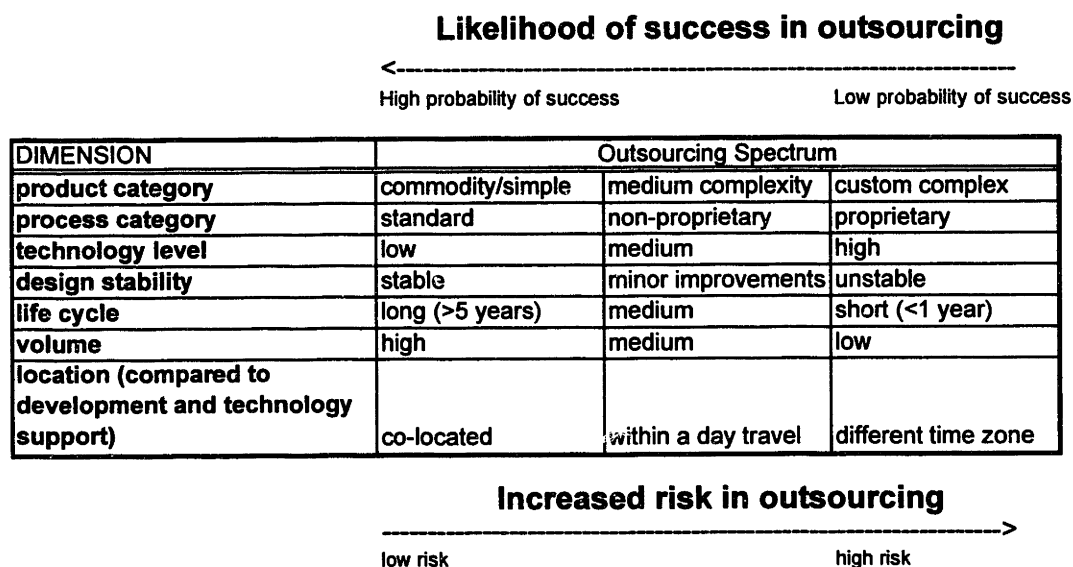 Likelihood of success in outsourcing
<-----------------------------------------------------------------------
High probability of success Low probability of success
DIMENSION Outsourcing Spectrum
product category commodity/simple medium complexity custom complex
process category standard non-proprietary proprietary
technology level low medium high
design stability stable minor improvements unstable
life cycle long (>5 years) medium short (<1 year)
volume high medium low
location (compared to
development and technology
support) co-located within a day travel different time zone
Increased risk in outsourcing
----------------------------------------------------------------------->
low risk high risk